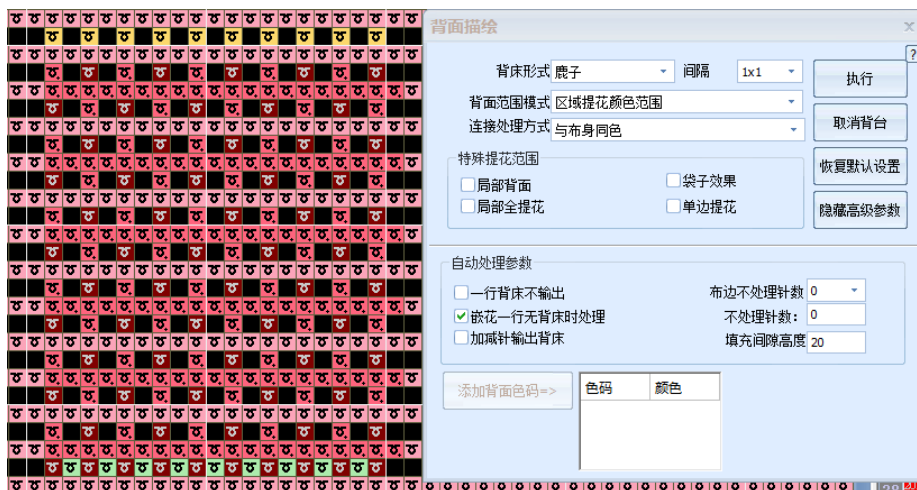 背面描绘
?
背床形式 鹿子 间隔 1x1
执行
背面范围模式 区域提花颜色范围
连接处理方式 与布身同色
取消背台
特殊提花范围
局部背面 袋子效果
恢复默认设置
局部全提花 单边提花
隐藏高级参数
自动处理参数
一行背床不输出 布边不处理针数 0
嵌花一行无背床时处理 不处理针数: 0
加减针输出背床 填充间隙高度 20
添加背面色码=> 色码 颜色